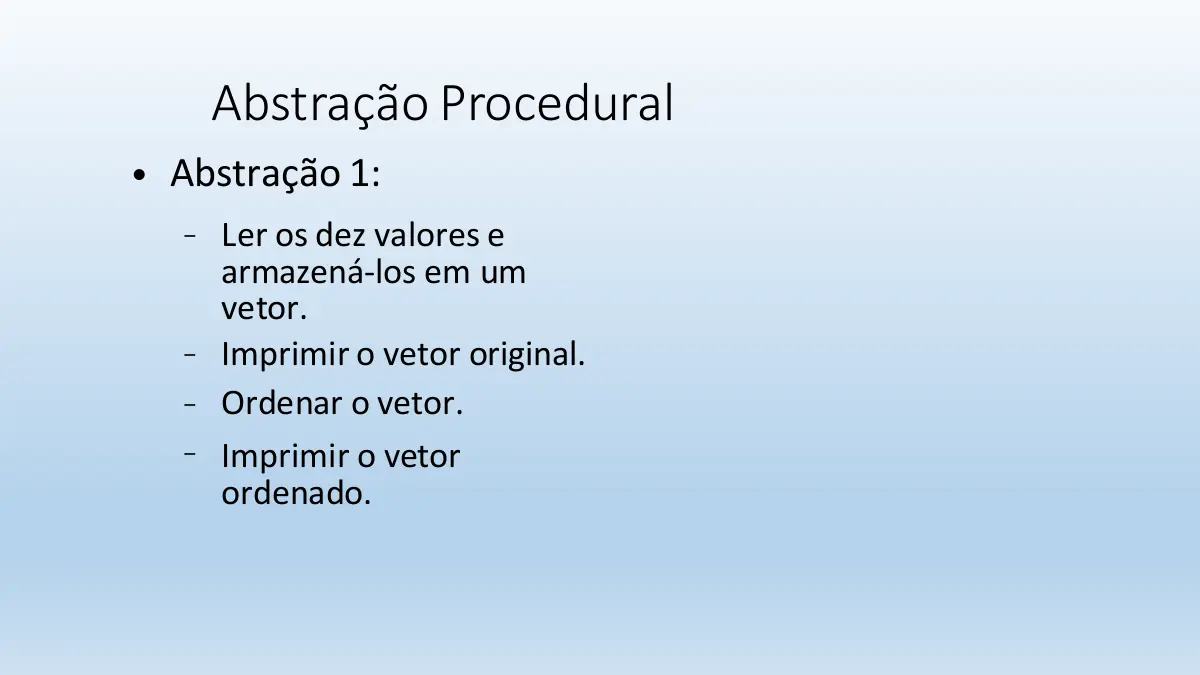 Abstração Procedural
• Abstração 1:
– Ler os dez valores e
armazená-los em um
vetor.
– Imprimir o vetor original.
– Ordenar o vetor.
– Imprimir o vetor
ordenado.